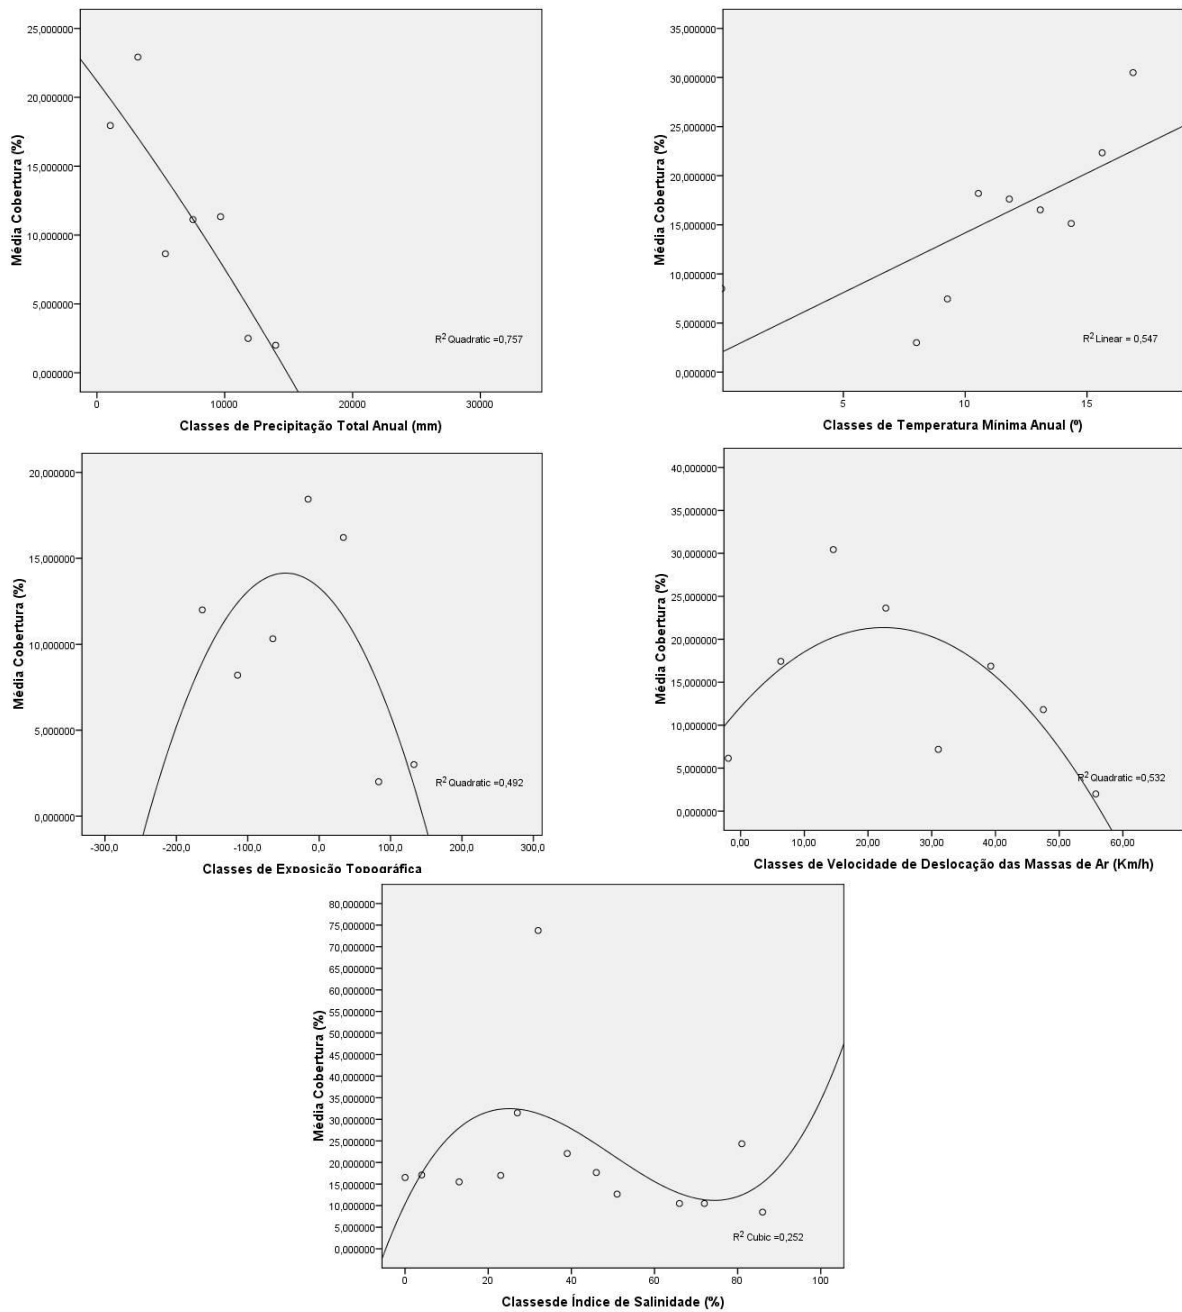 25,000000
20,000000
15,000000
10,000000
5,000000
0,000000
Média Cobertura (%)
R² Quadratic =0,757
0 10000 20000 30000
Classes de Precipitação Total Anual (mm)
35,000000
30,000000
25,000000
20,000000
15,000000
10,000000
5,000000
0,000000
Média Cobertura (%)
R² Linear = 0,547
5 10 15
Classes de Temperatura Mínima Anual (º)
20,000000
15,000000
10,000000
5,000000
0,000000
Média Cobertura (%)
R² Quadratic =0,492
-300,0 -200,0 -100,0 0,0 100,0 200,0 300,0
Classes de Exposição Topográfica
40,000000
35,000000
30,000000
25,000000
20,000000
15,000000
10,000000
5,000000
0,000000
Média Cobertura (%)
R² Quadratic =0,532
0,00 10,00 20,00 30,00 40,00 50,00 60,00
Classes de Velocidade de Deslocação das Massas de Ar (Km/h)
80,000000
75,000000
70,000000
65,000000
60,000000
55,000000
50,000000
45,000000
40,000000
35,000000
30,000000
25,000000
20,000000
15,000000
10,000000
5,000000
0,000000
Média Cobertura (%)
R² Cubic =0,252
0 20 40 60 80 100
Classesde Índice de Salinidade (%)